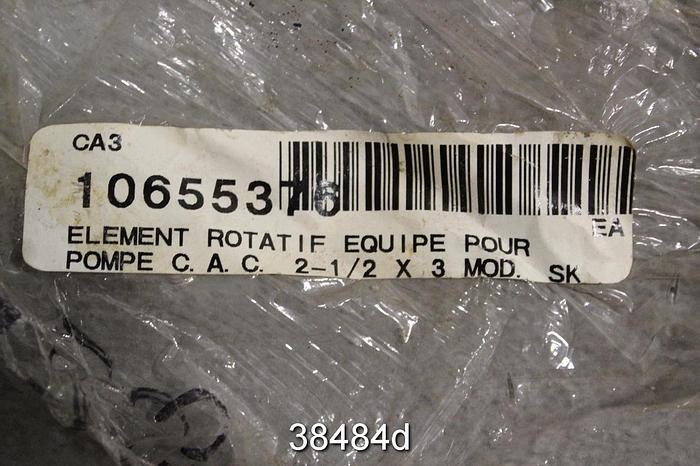 CA3
10655376
EA
ELEMENT ROTATIF EQUIPE POUR
POMPE C. A. C. 2-1/2 X 3 MOD. SK
38484d